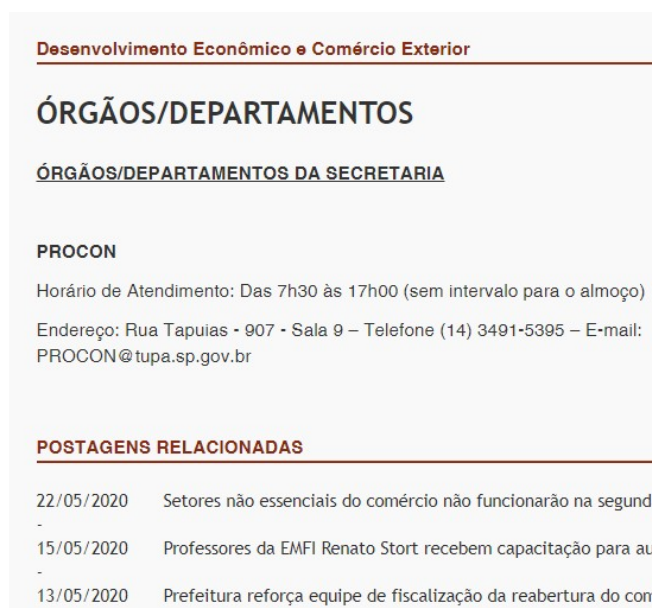 Desenvolvimento Econômico e Comércio Exterior
ÓRGÃOS/DEPARTAMENTOS
ÓRGÃOS/DEPARTAMENTOS DA SECRETARIA
PROCON
Horário de Atendimento: Das 7h30 às 17h00 (sem intervalo para o almoço)
Endereço: Rua Tapuias - 907 - Sala 9 – Telefone (14) 3491-5395 – E-mail:
PROCON@tupa.sp.gov.br
POSTAGENS RELACIONADAS
22/05/2020 Setores não essenciais do comércio não funcionarão na segund
-
15/05/2020 Professores da EMFI Renato Stort recebem capacitação para au
-
13/05/2020 Prefeitura reforça equipe de fiscalização da reabertura do com